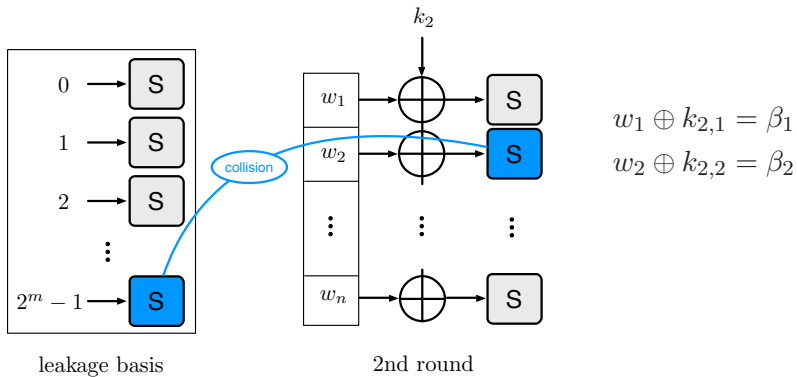 k₂
0 S w₁ ⊕ S
w₁ ⊕ k₂,₁ = β₁
1 S w₂ ⊕ S
collision
w₂ ⊕ k₂,₂ = β₂
2 S
⋮ ⋮ ⋮ ⋮
2ᵐ − 1 S wₙ ⊕ S
leakage basis 2nd round